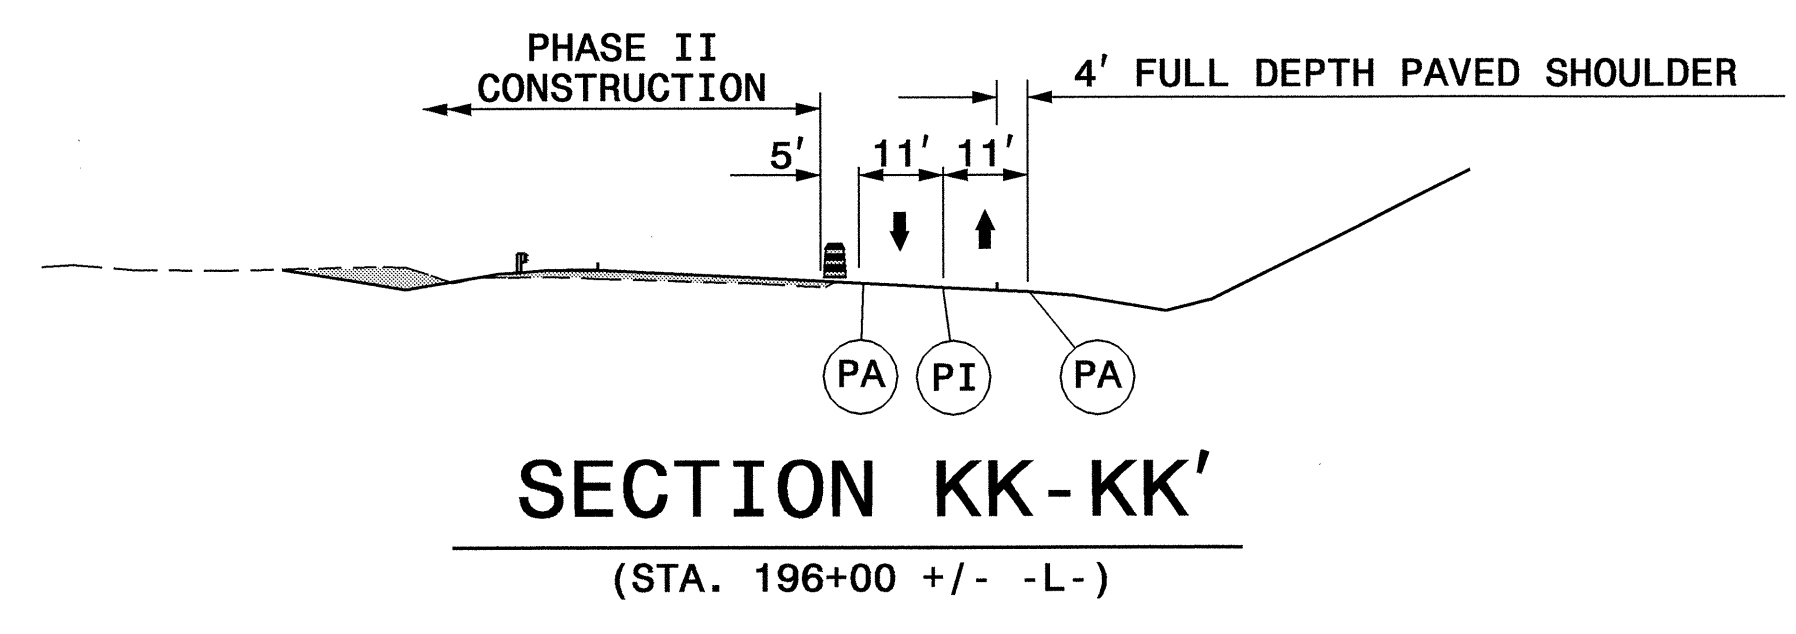 PHASE II
CONSTRUCTION
4' FULL DEPTH PAVED SHOULDER
5'
11'
11'
PA
PI
PA
SECTION KK-KK'
(STA. 196+00 +/- -L-)